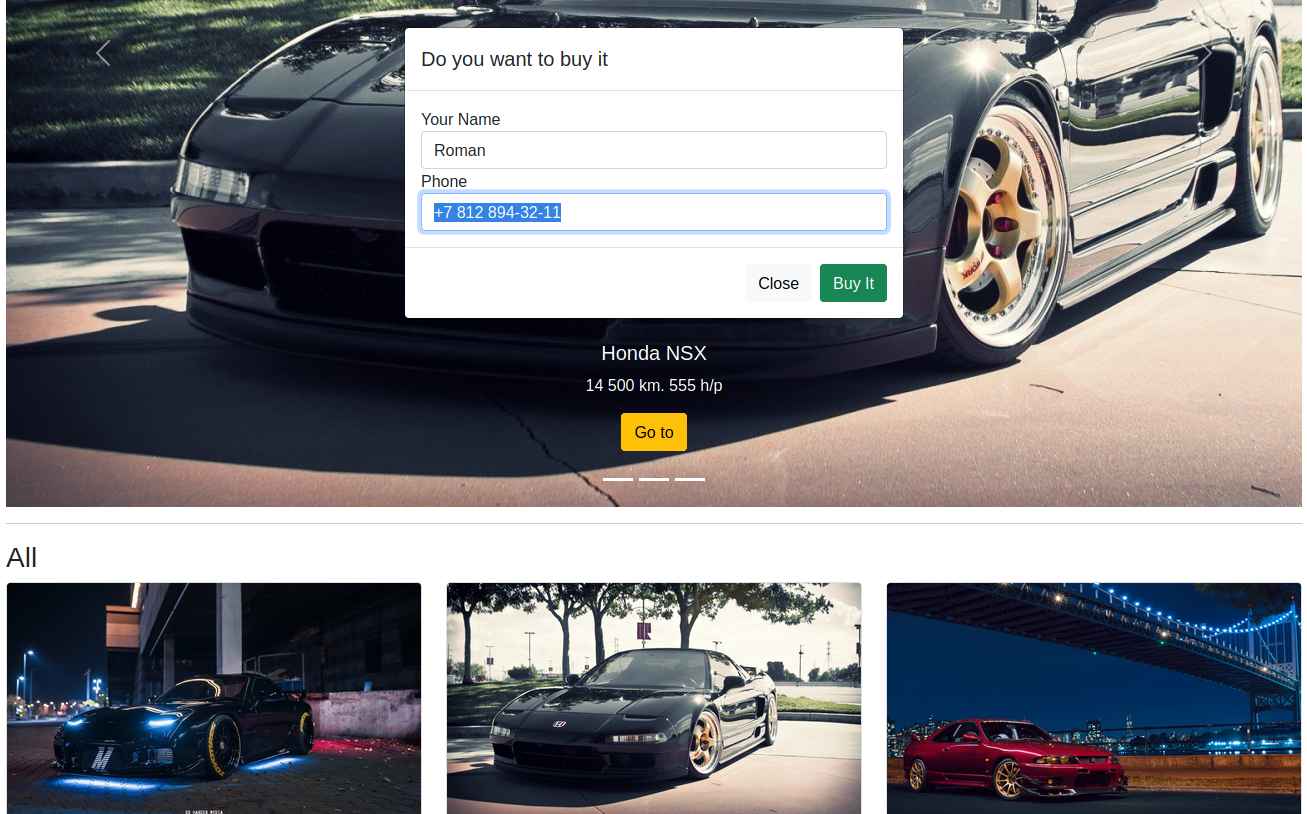 Do you want to buy it
Your Name
Roman
Phone
+7 812 894-32-11
Close
Buy It
Honda NSX
14 500 km. 555 h/p
Go to
All